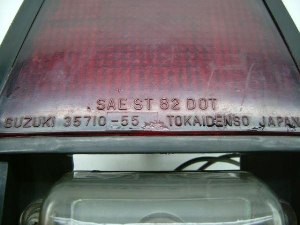 SAE ST 82 DOT
SUZUKI 35710-55 TOKAIDENSO JAPAN